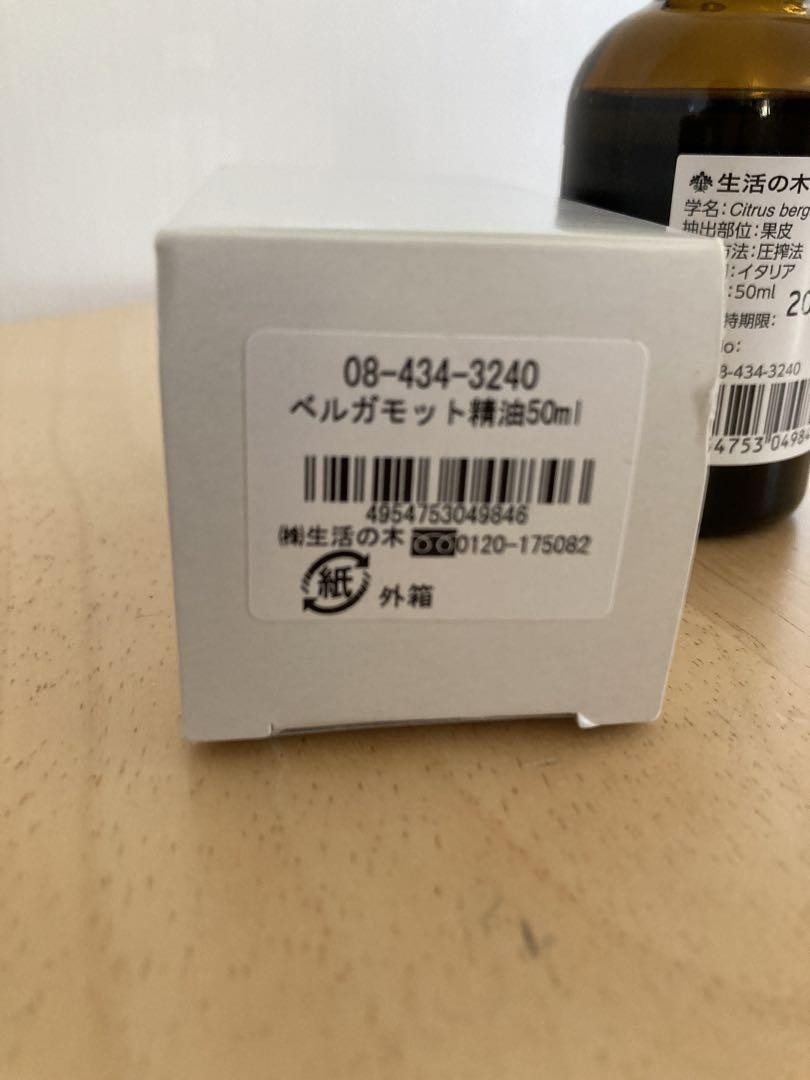 08-434-3240
ベルガモット精油50ml
4954753049846
㈱生活の木 0120-175082
紙 外箱
生活の木
学名:Citrus berg
抽出部位:果皮
方法:圧搾法
:イタリア
:50ml
20
持期限:
No:
8-434-3240
4753 04984